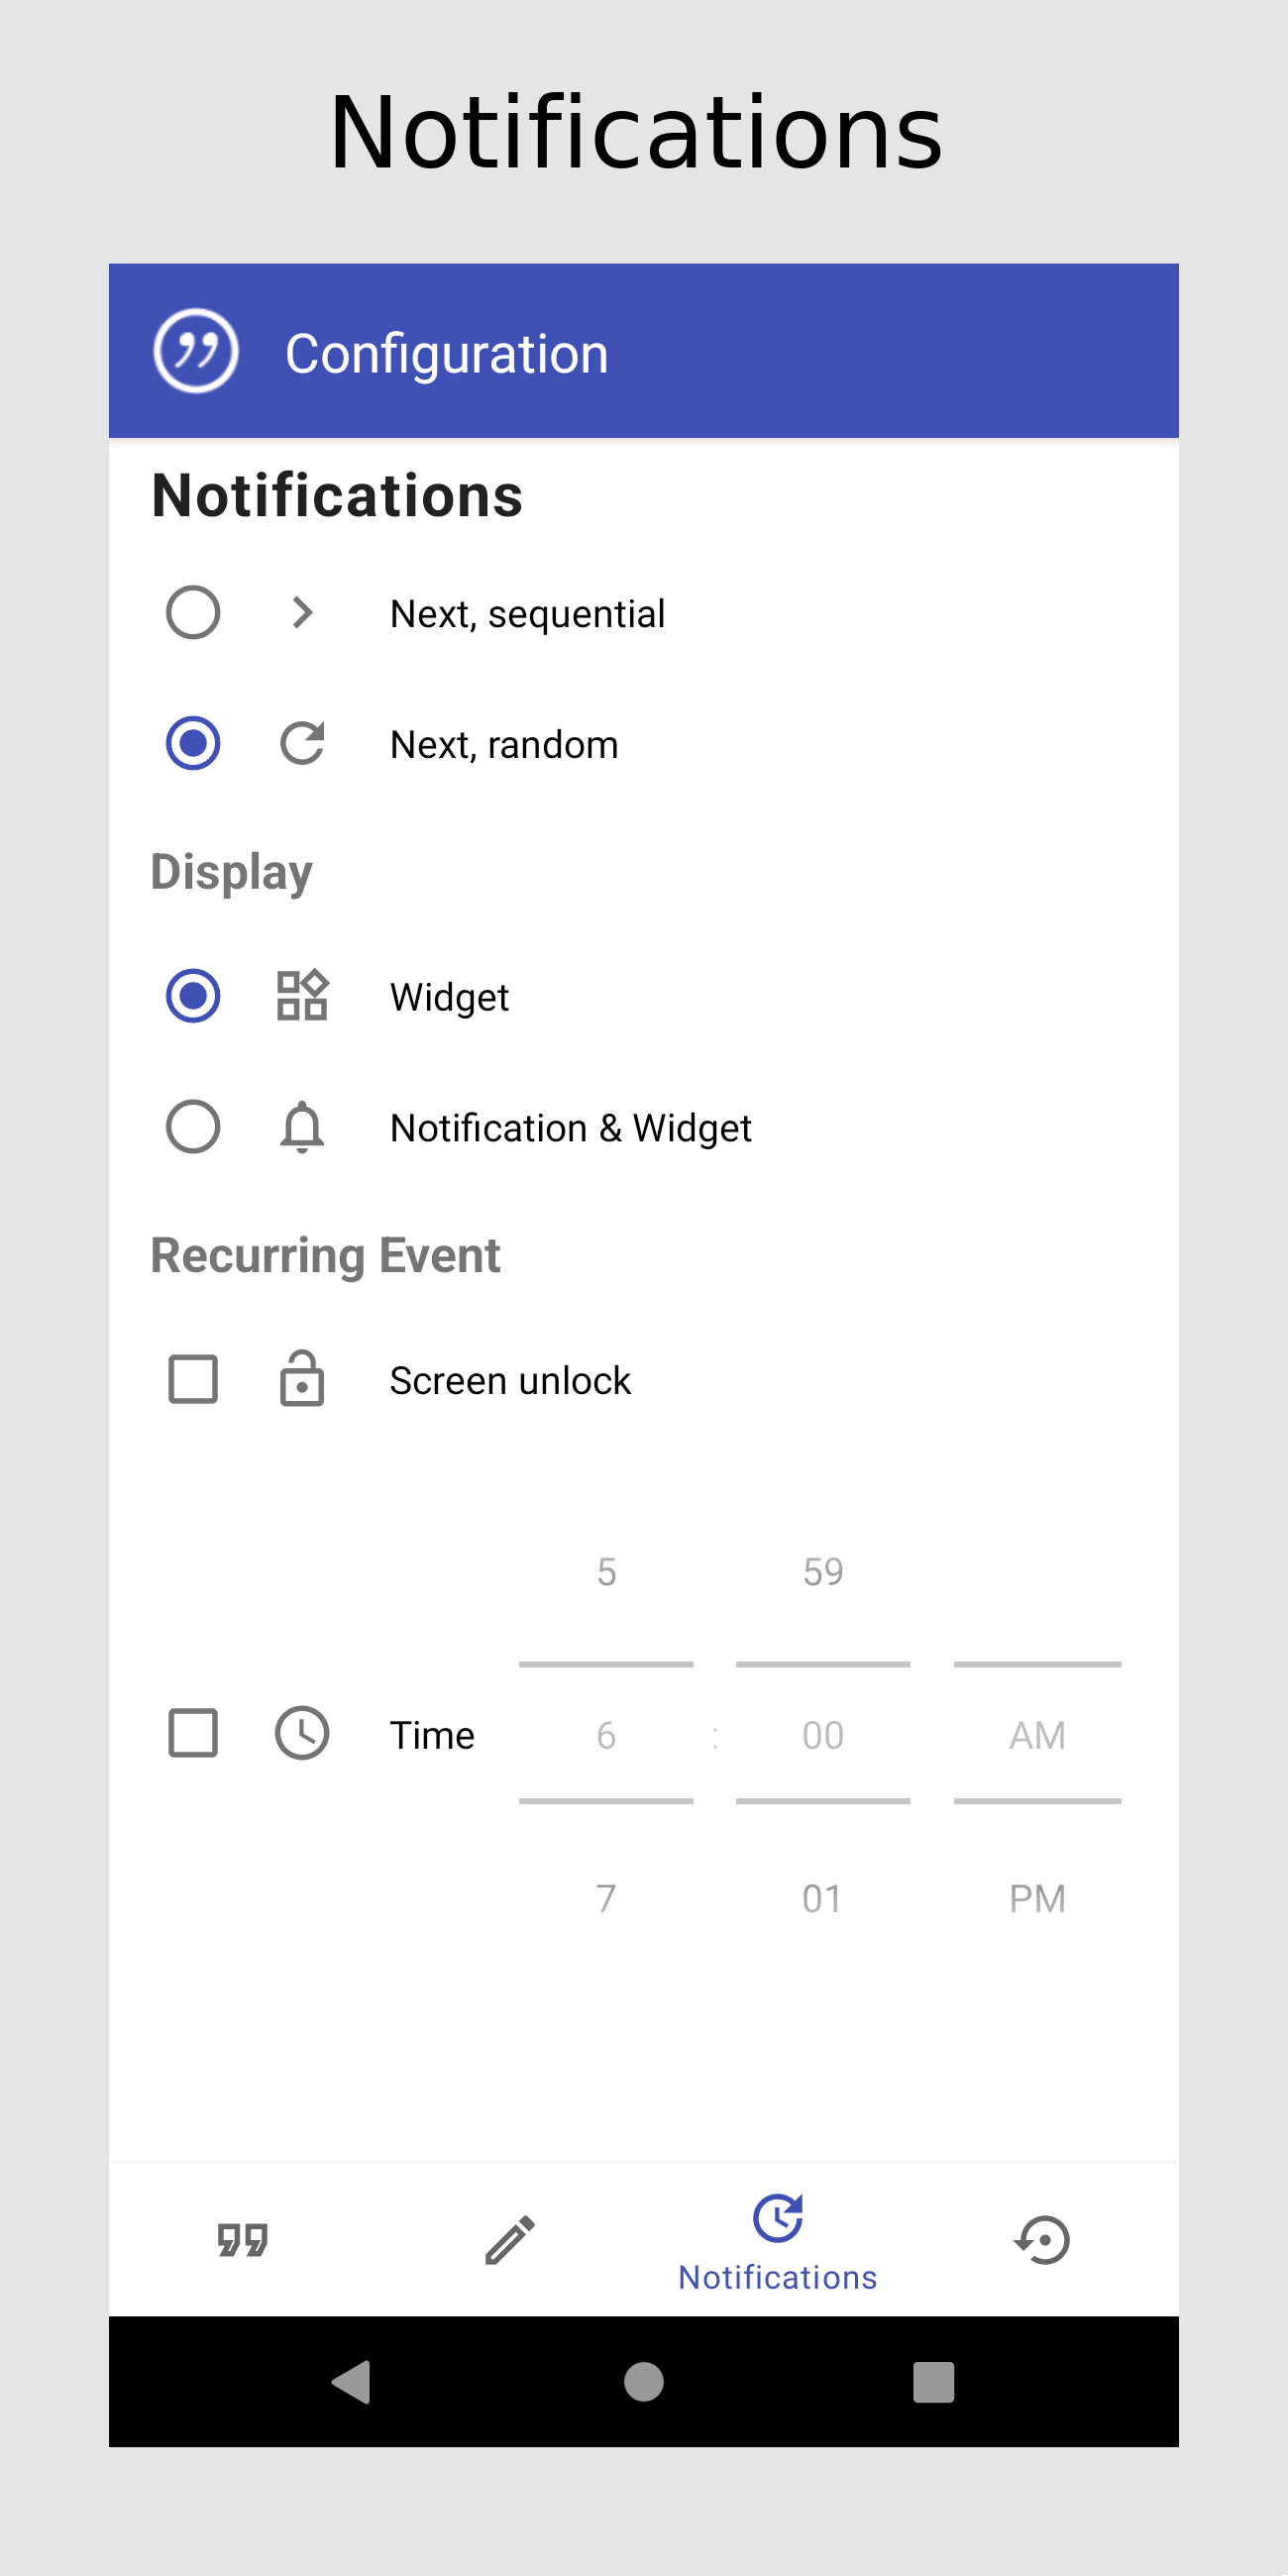 Notifications
Configuration
Notifications
Next, sequential
Next, random
Display
Widget
Notification & Widget
Recurring Event
Screen unlock
5 59
Time 6 : 00 AM
7 01 PM
Notifications